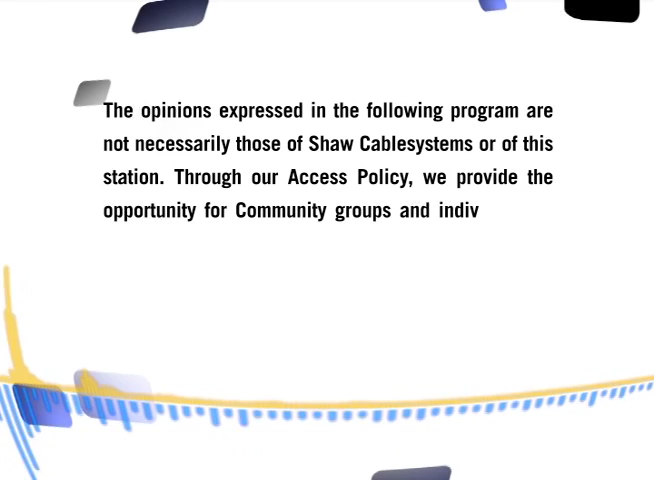 The opinions expressed in the following program are
not necessarily those of Shaw Cablesystems or of this
station. Through our Access Policy, we provide the
opportunity for Community groups and indiv